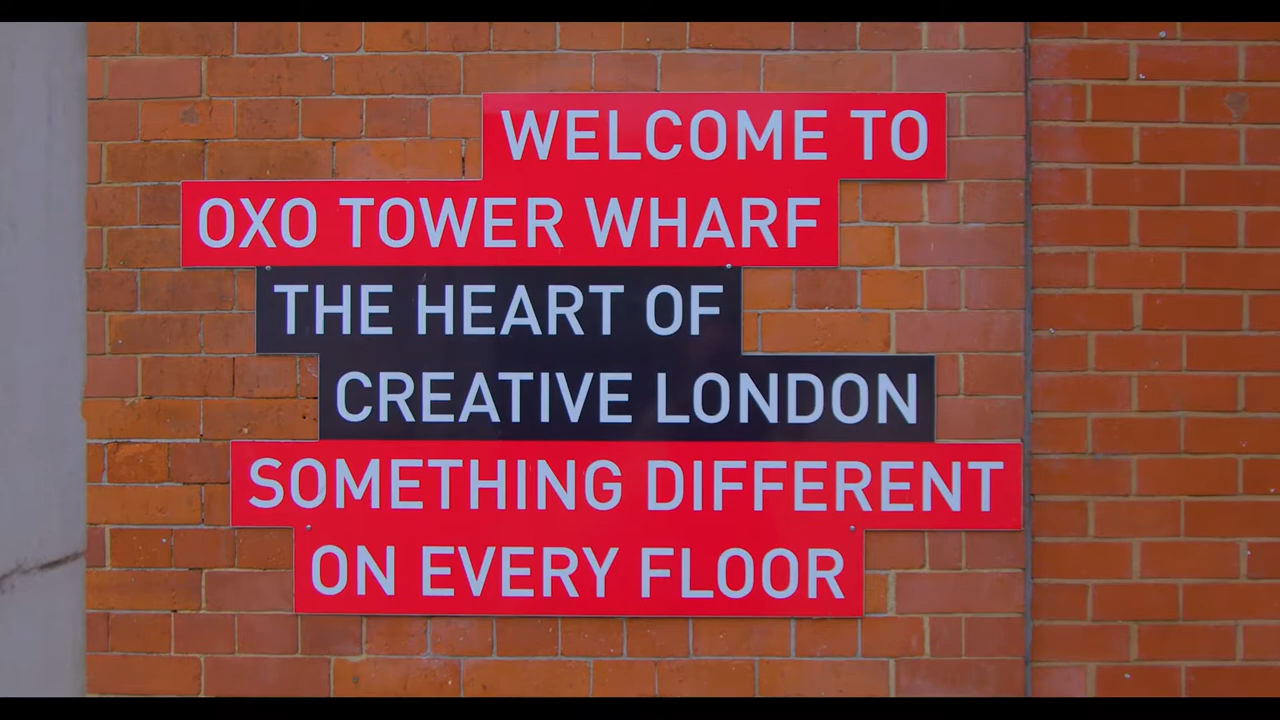 WELCOME TO
OXO TOWER WHARF
THE HEART OF
CREATIVE LONDON
SOMETHING DIFFERENT
ON EVERY FLOOR